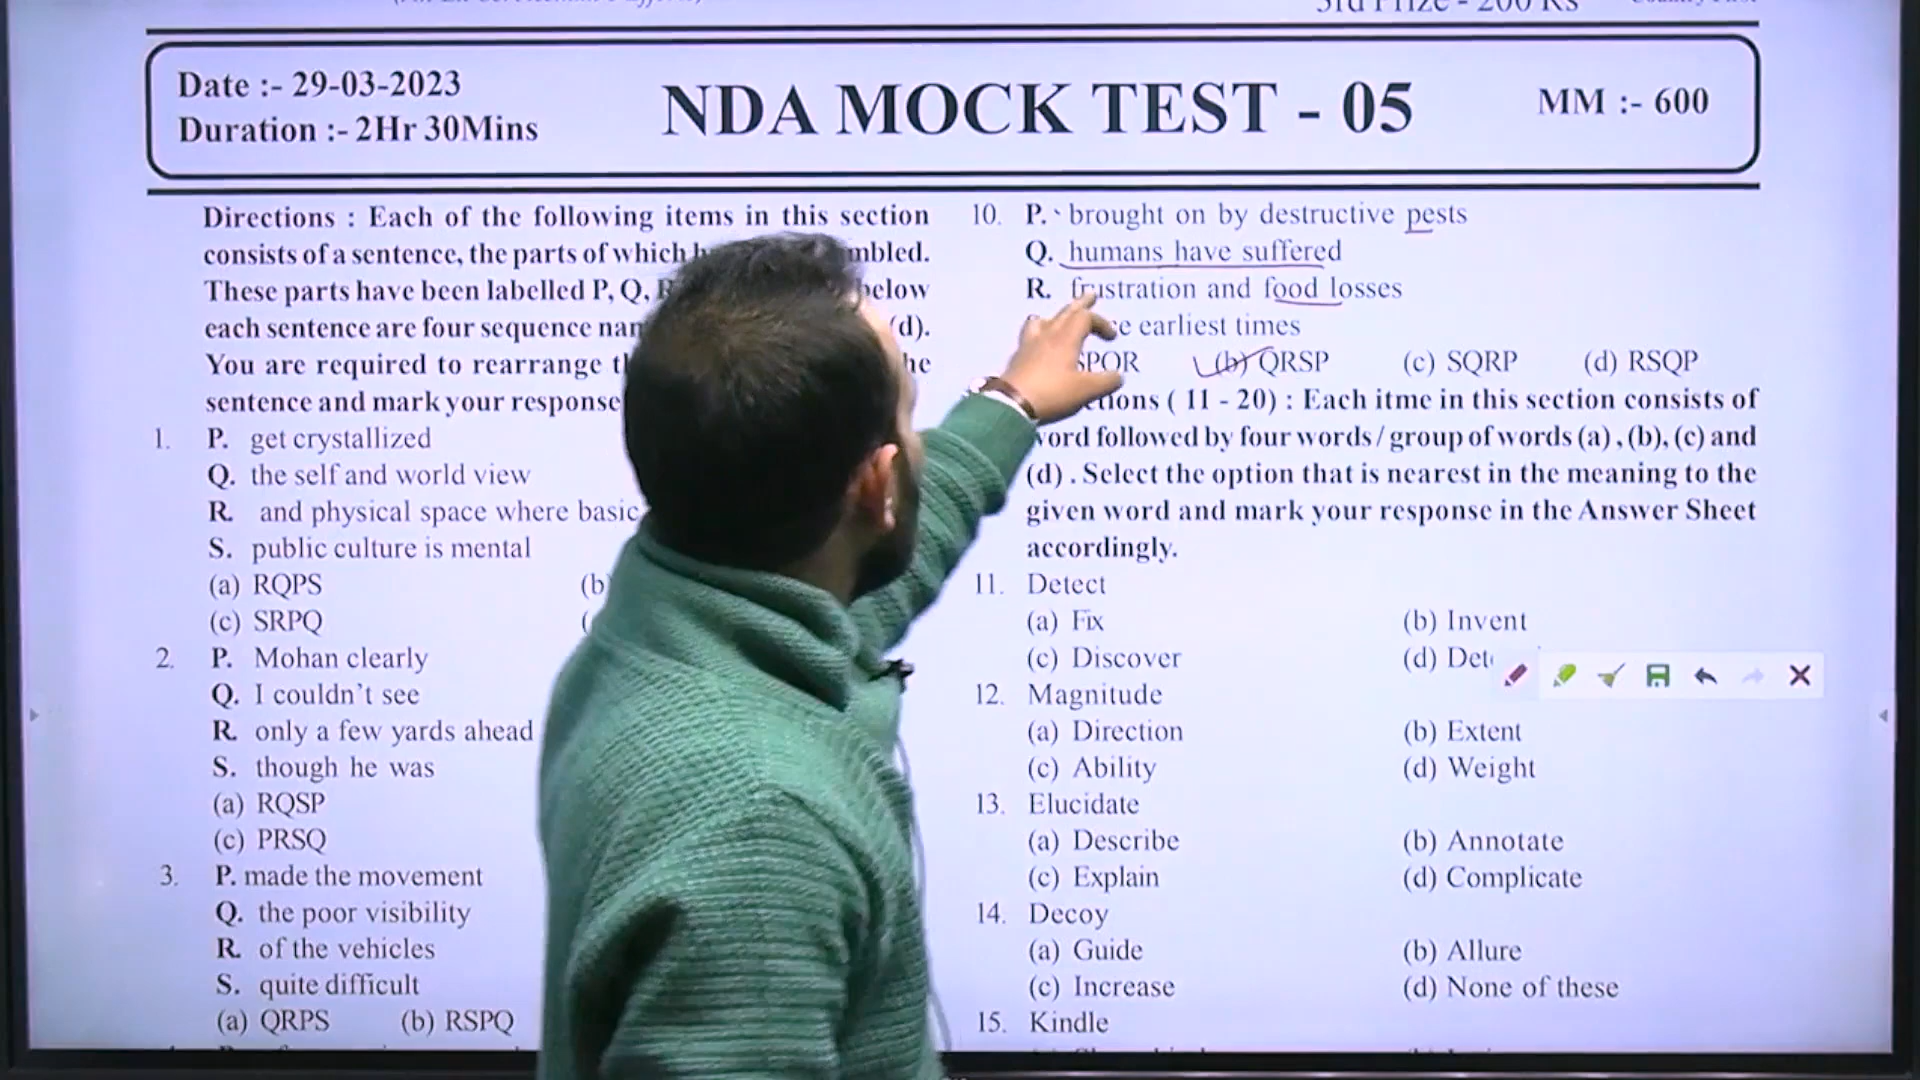 3rd Prize - 200 Rs
Date :- 29-03-2023
Duration :- 2Hr 30Mins
NDA MOCK TEST - 05
MM :- 600
Directions : Each of the following items in this section
consists of a sentence, the parts of which
These parts have been labelled P, Q, below
each sentence are four sequence (d).
You are required to rearrange
sentence and mark your response
1. P. get crystallized
Q. the self and world view
R. and physical space where basic
S. public culture is mental
(a) RQPS (b)
(c) SRPQ
2. P. Mohan clearly
Q. I couldn't see
R. only a few yards ahead
S. though he was
(a) RQSP
(c) PRSQ
3. P. made the movement
Q. the poor visibility
R. of the vehicles
S. quite difficult
(a) QRPS (b) RSPQ
10. P. brought on by destructive pests
Q. humans have suffered
R. frustration and food losses
earliest times
SPQR (b) QRSP (c) SQRP (d) RSQP
( 11 - 20) : Each itme in this section consists of
word followed by four words / group of words (a) , (b), (c) and
(d) . Select the option that is nearest in the meaning to the
given word and mark your response in the Answer Sheet
accordingly.
11. Detect
(a) Fix (b) Invent
(c) Discover (d)
12. Magnitude
(a) Direction (b) Extent
(c) Ability (d) Weight
13. Elucidate
(a) Describe (b) Annotate
(c) Explain (d) Complicate
14. Decoy
(a) Guide (b) Allure
(c) Increase (d) None of these
15. Kindle